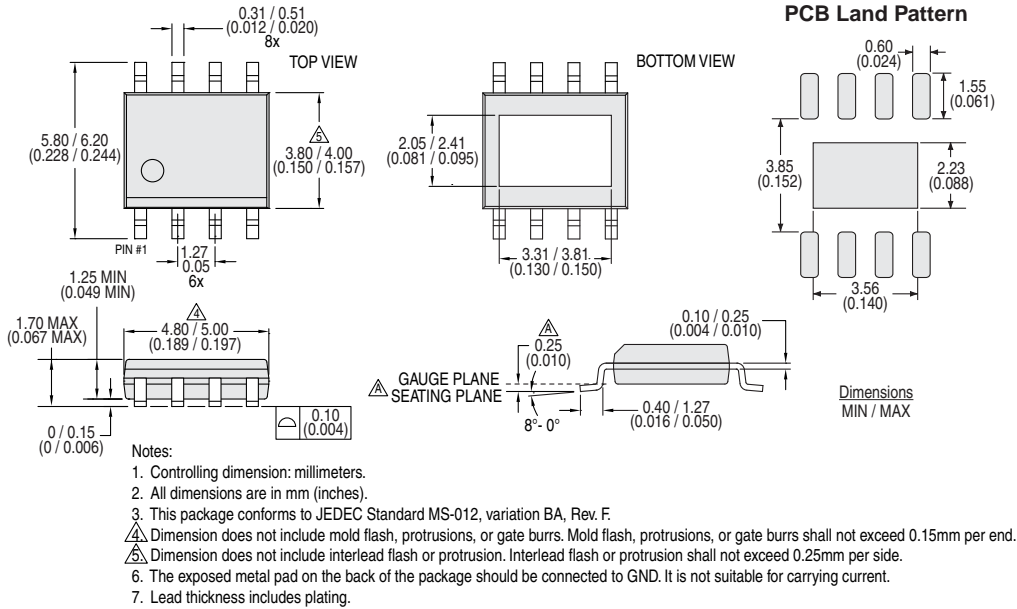 PCB Land Pattern
0.31 / 0.51
(0.012 / 0.020)
8x
TOP VIEW
5.80 / 6.20
(0.228 / 0.244)
5
3.80 / 4.00
(0.150 / 0.157)
PIN #1
1.27
0.05
6x
BOTTOM VIEW
2.05 / 2.41
(0.081 / 0.095)
3.31 / 3.81
(0.130 / 0.150)
0.60
(0.024)
1.55
(0.061)
3.85
(0.152)
2.23
(0.088)
3.56
(0.140)
1.25 MIN
(0.049 MIN)
1.70 MAX
(0.067 MAX)
4
4.80 / 5.00
(0.189 / 0.197)
0 / 0.15
(0 / 0.006)
0.10
(0.004)
A
0.25
(0.010)
A GAUGE PLANE
SEATING PLANE
8°- 0°
0.10 / 0.25
(0.004 / 0.010)
0.40 / 1.27
(0.016 / 0.050)
Dimensions
MIN / MAX
Notes:
1. Controlling dimension: millimeters.
2. All dimensions are in mm (inches).
3. This package conforms to JEDEC Standard MS-012, variation BA, Rev. F.
4. Dimension does not include mold flash, protrusions, or gate burrs. Mold flash, protrusions, or gate burrs shall not exceed 0.15mm per end.
5. Dimension does not include interlead flash or protrusion. Interlead flash or protrusion shall not exceed 0.25mm per side.
6. The exposed metal pad on the back of the package should be connected to GND. It is not suitable for carrying current.
7. Lead thickness includes plating.